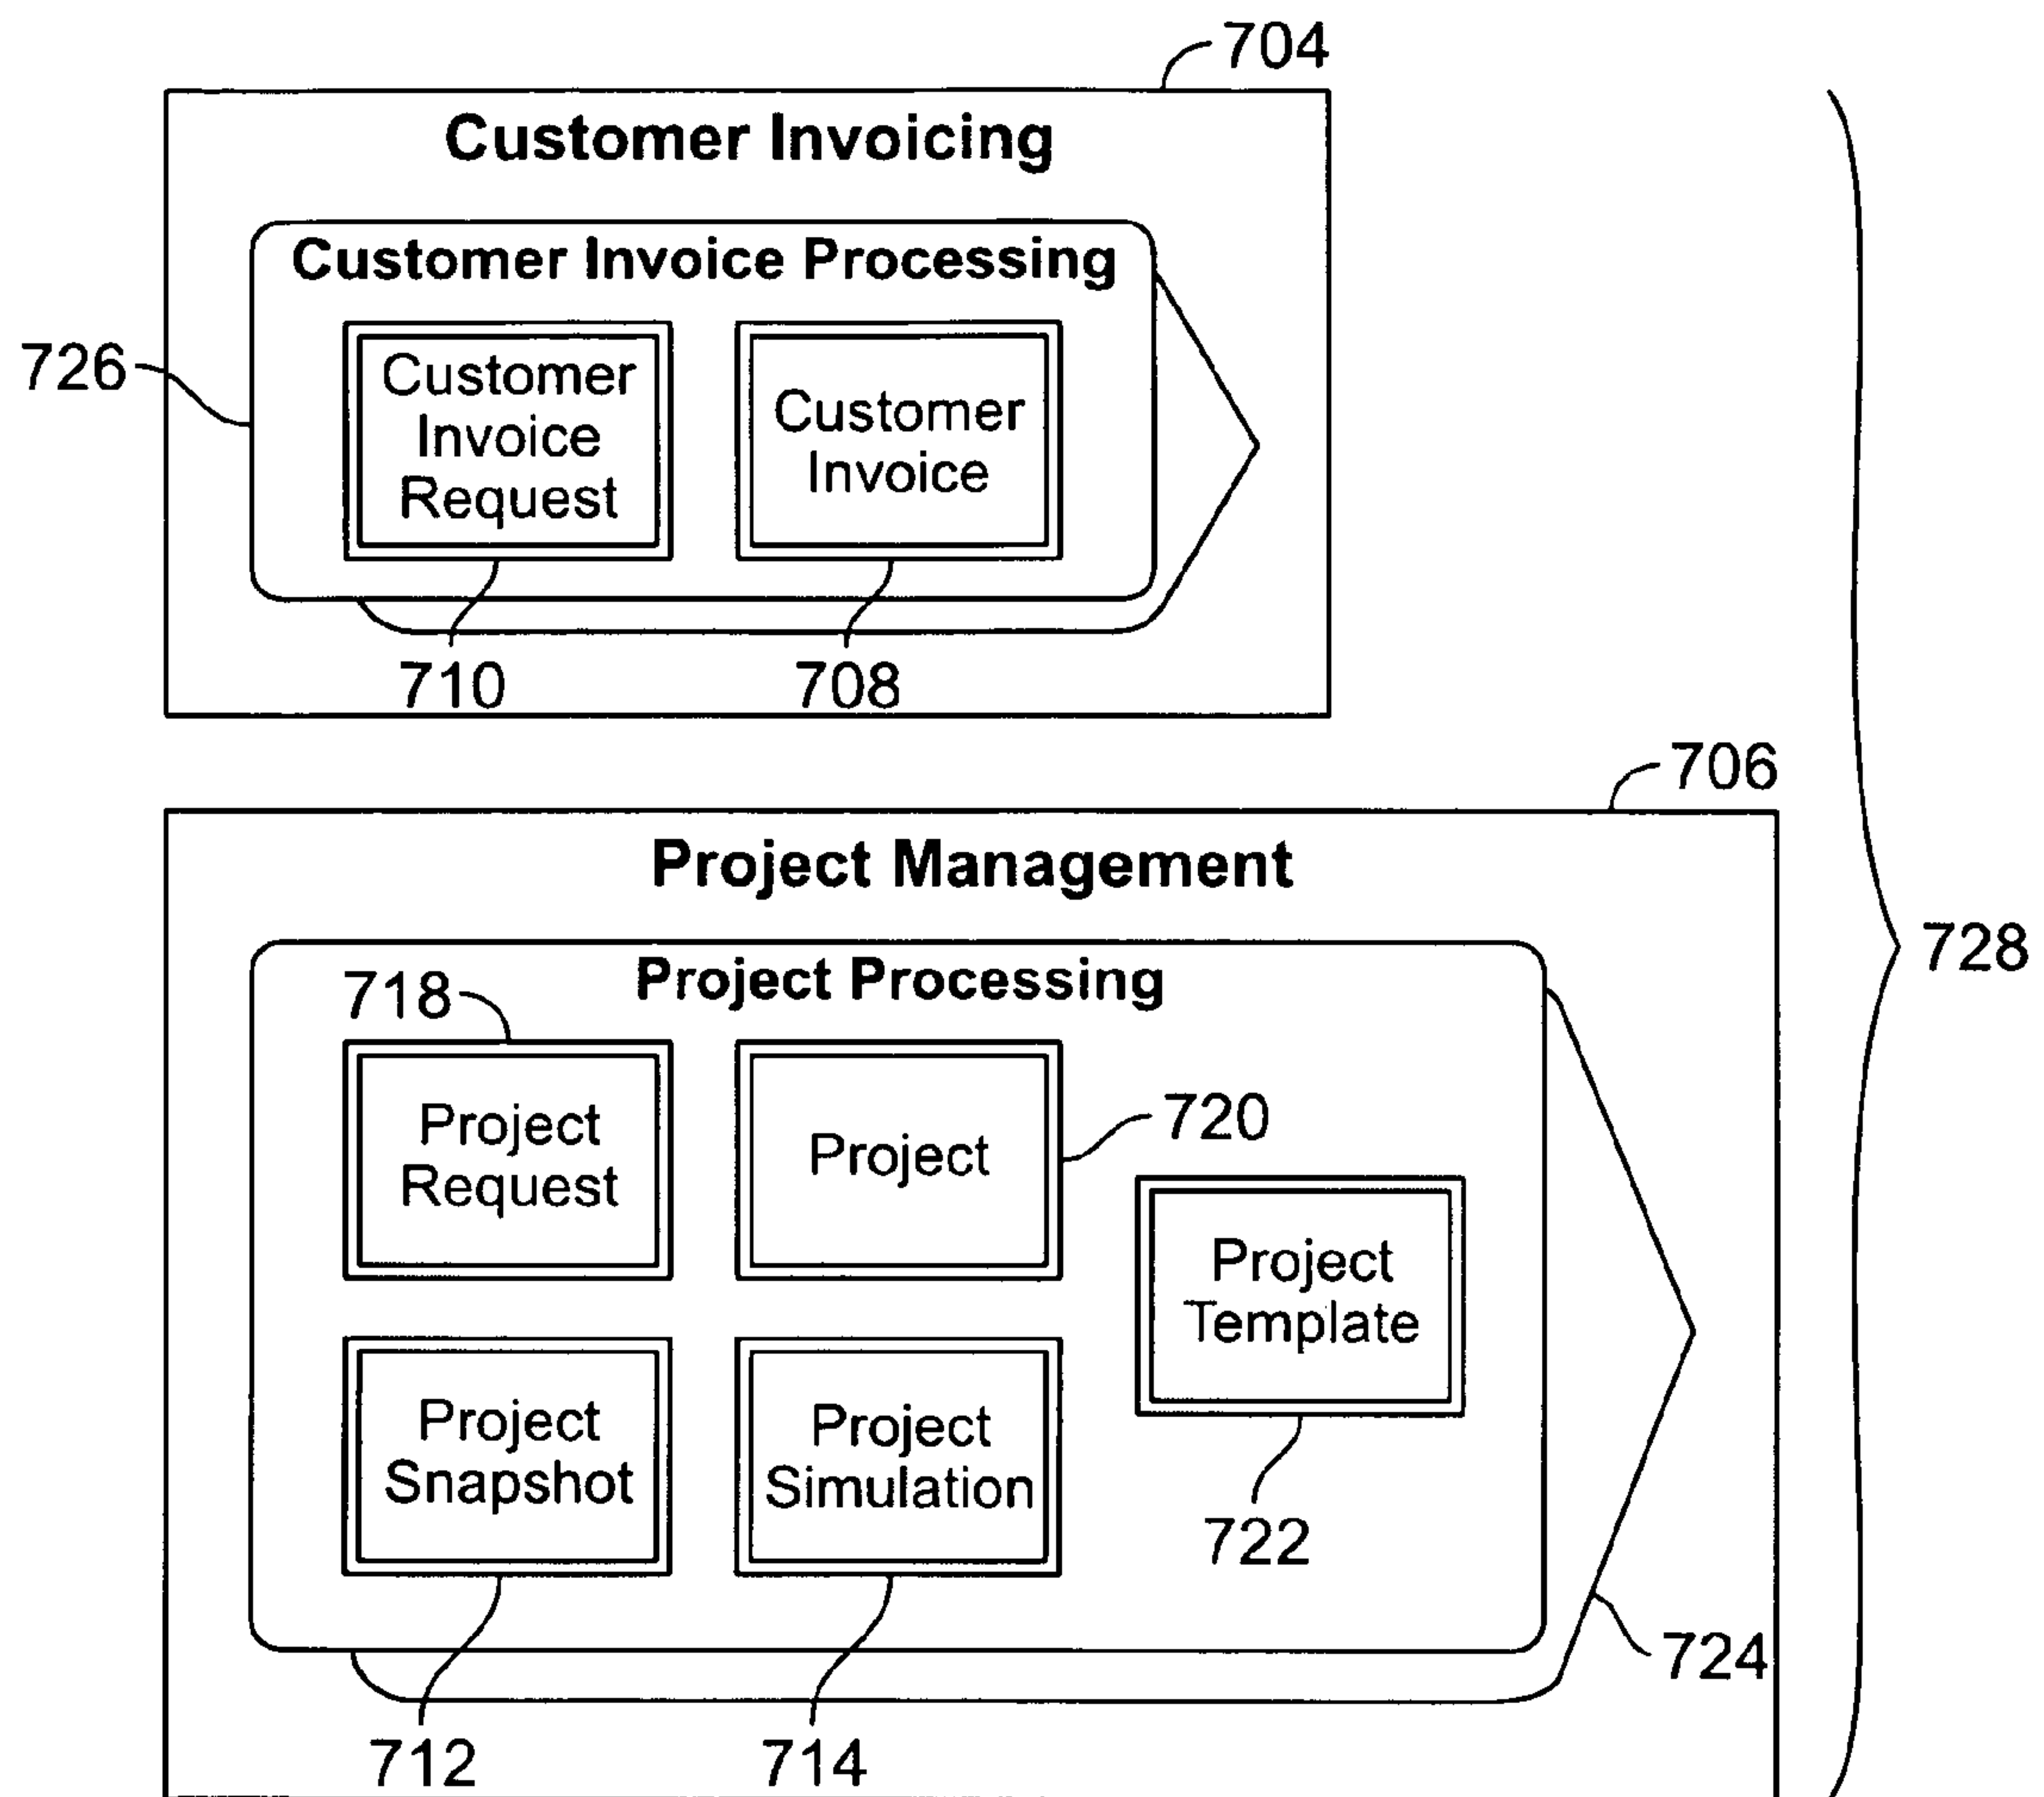 704
Customer Invoicing
Customer Invoice Processing
726
Customer
Invoice
Request
Customer
Invoice
710
708
706
Project Management
728
Project Processing
718
Project
Request
Project
720
Project
Template
Project
Snapshot
Project
Simulation
722
724
712
714